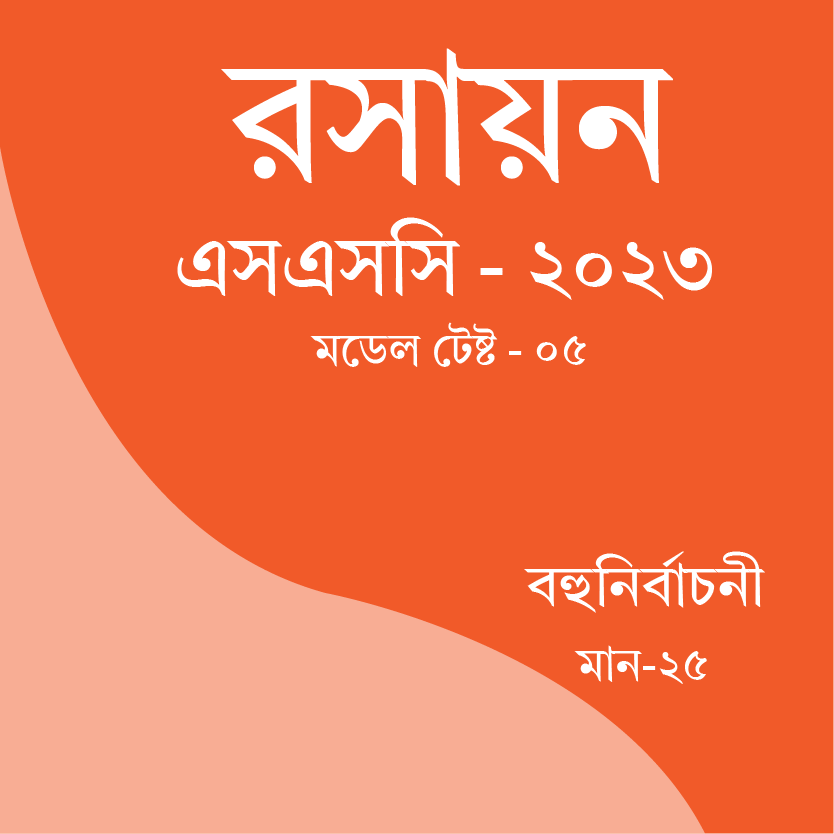 রসায়ন
এসএসসি - ২০২৩
মডেল টেষ্ট - ০৫
বহুনির্বাচনী
মান-২৫